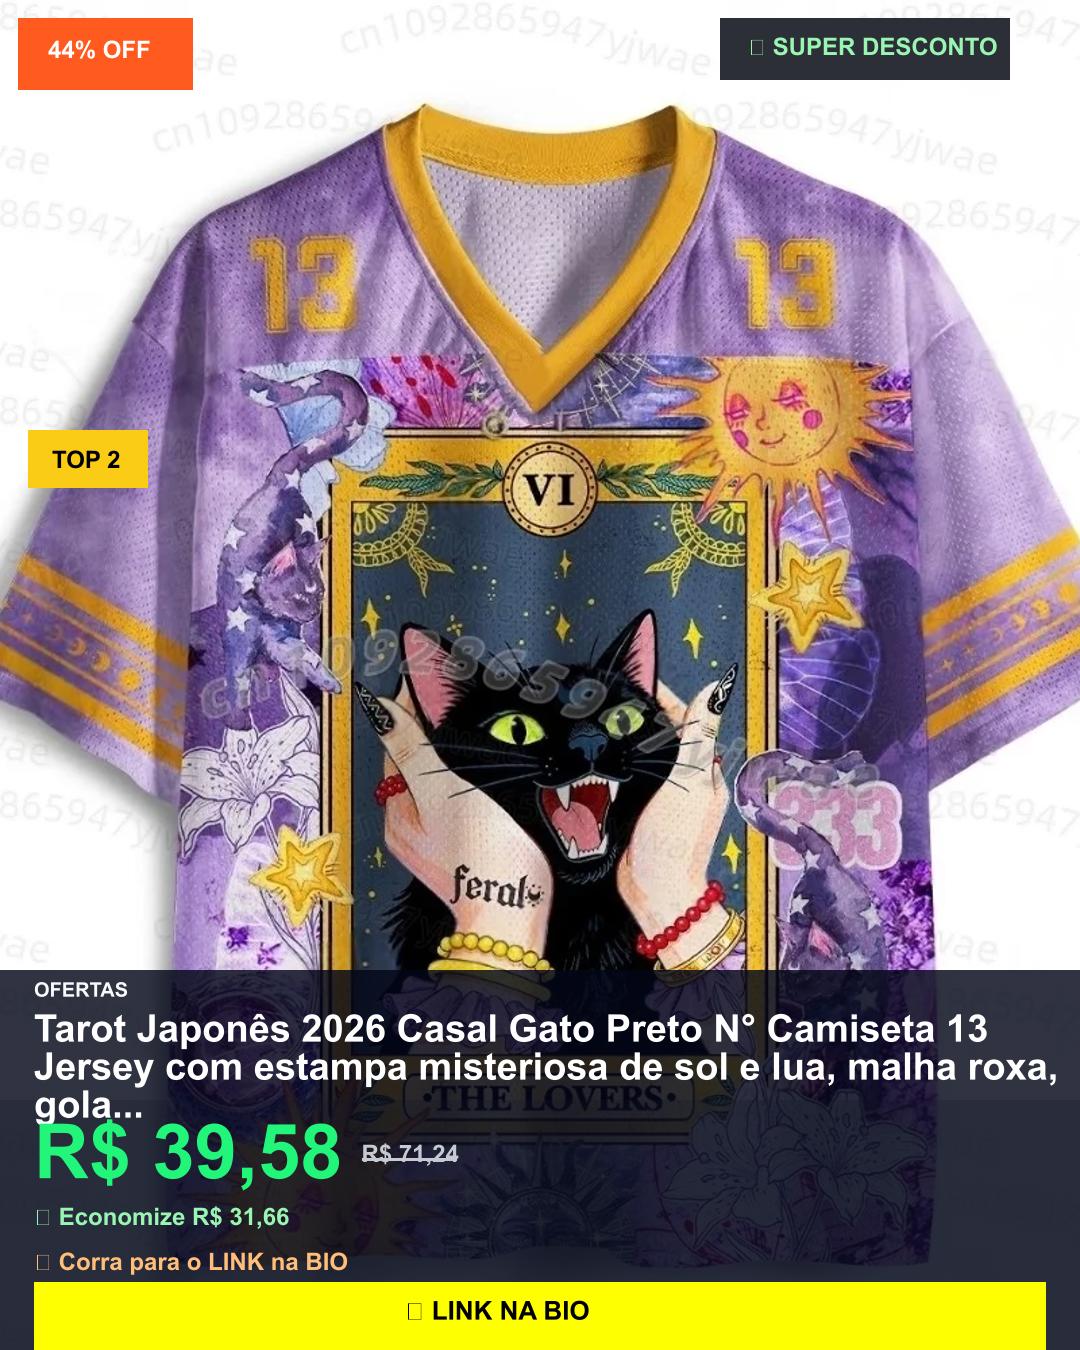 44% OFF
SUPER DESCONTO
cn1092865947yjwae
13
13
TOP 2
VI
cn1092865947yjwae
333
feral
OFERTAS
Tarot Japonês 2026 Casal Gato Preto N° Camiseta 13
Jersey com estampa misteriosa de sol e lua, malha roxa,
gola...
·THE LOVERS·
R$ 39,58 R$ 71,24
Economize R$ 31,66
Corra para o LINK na BIO
LINK NA BIO